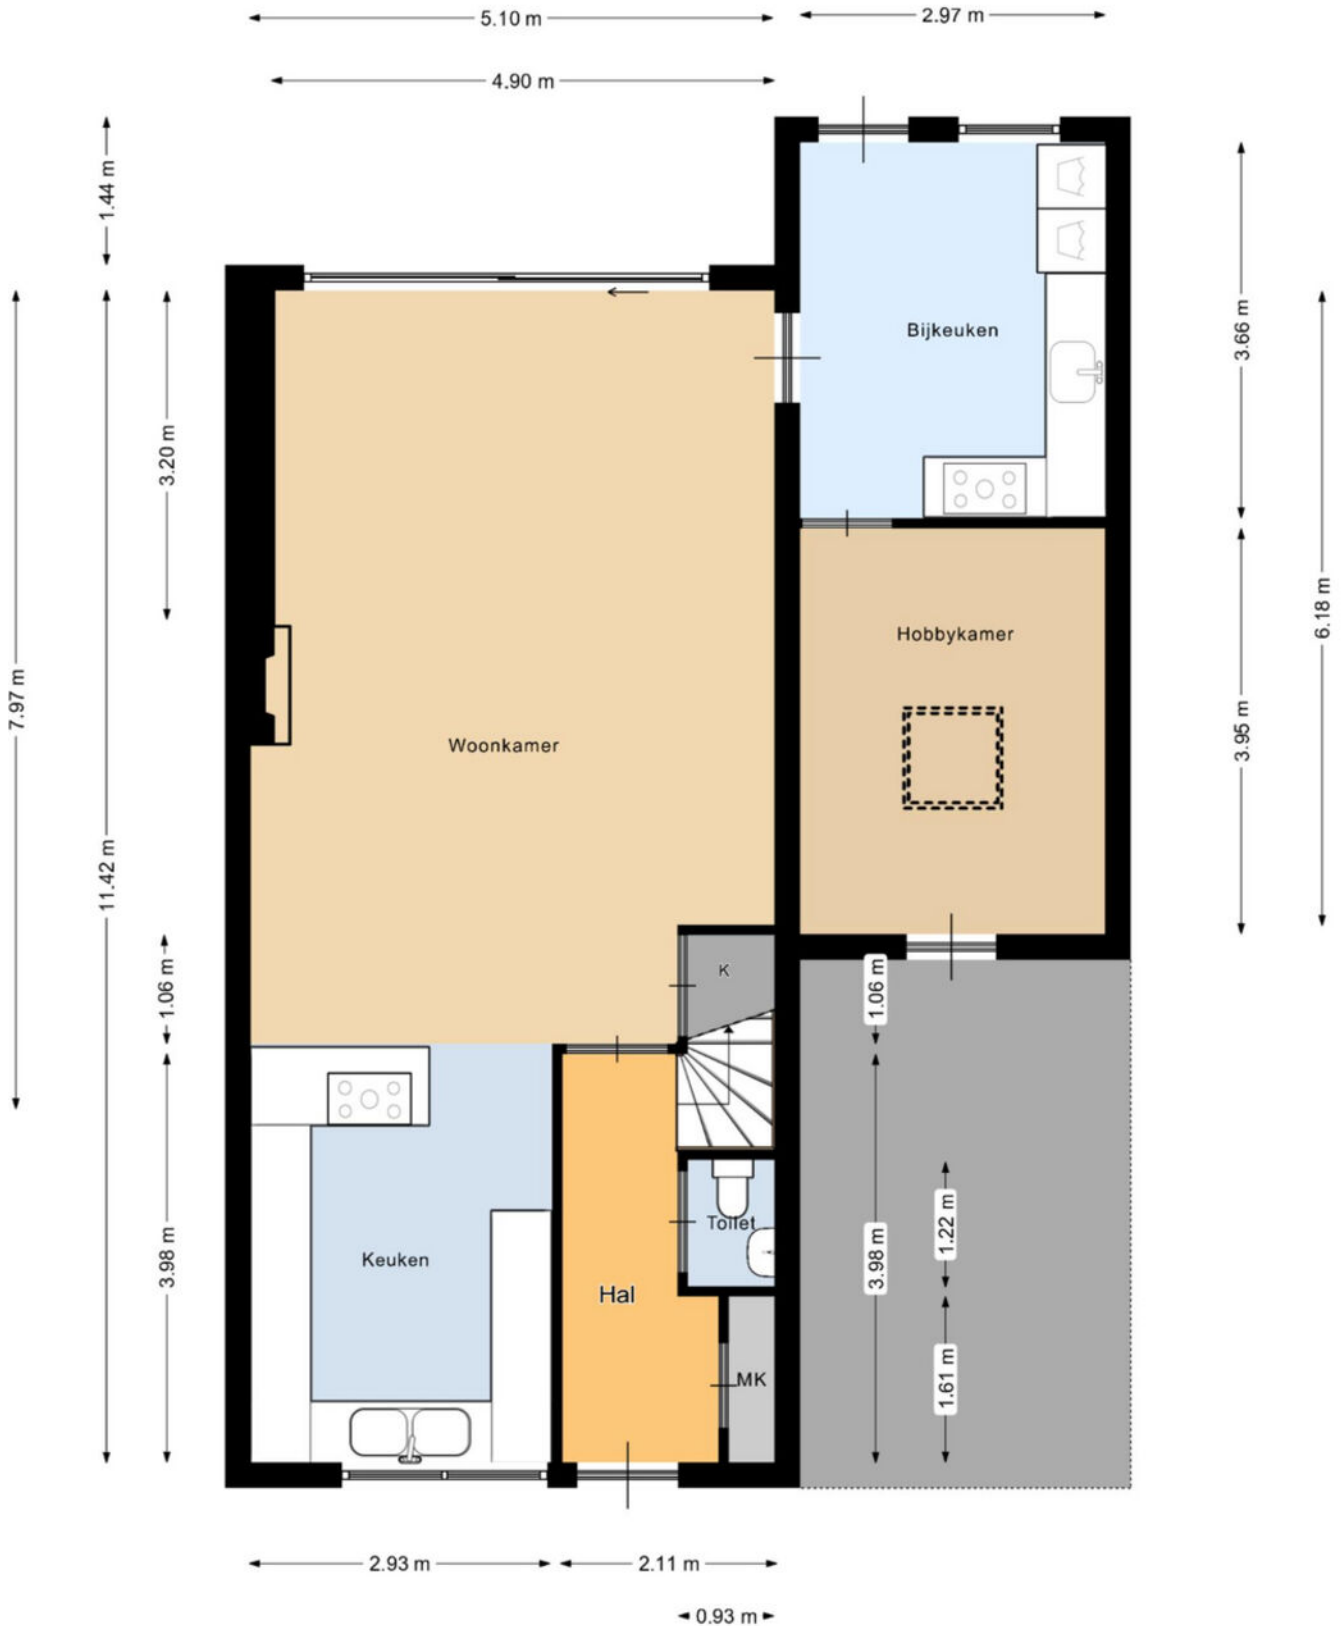 5.10 m
2.97 m
4.90 m
1.44 m
3.20 m
Bijkeuken
3.66 m
6.18 m
Hobbykamer
7.97 m
Woonkamer
3.95 m
11.42 m
1.06 m
K
1.06 m
3.98 m
Keuken
Toilet
1.22 m
3.98 m
Hal
MK
1.61 m
2.93 m
2.11 m
0.93 m